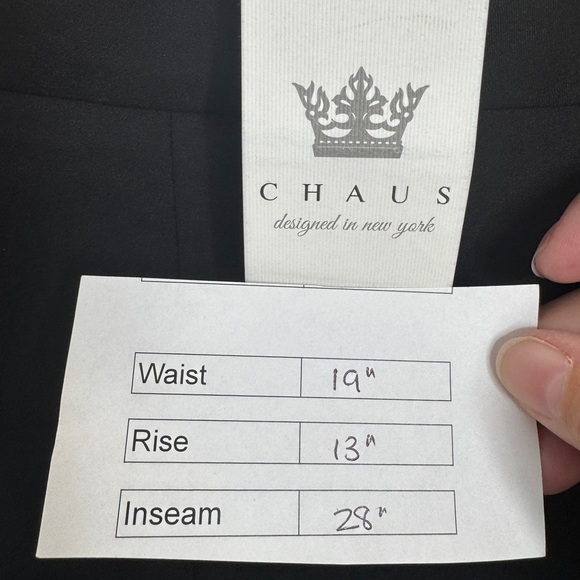 CHAUS
designed in new york
Waist 19"
Rise 13"
Inseam 28"